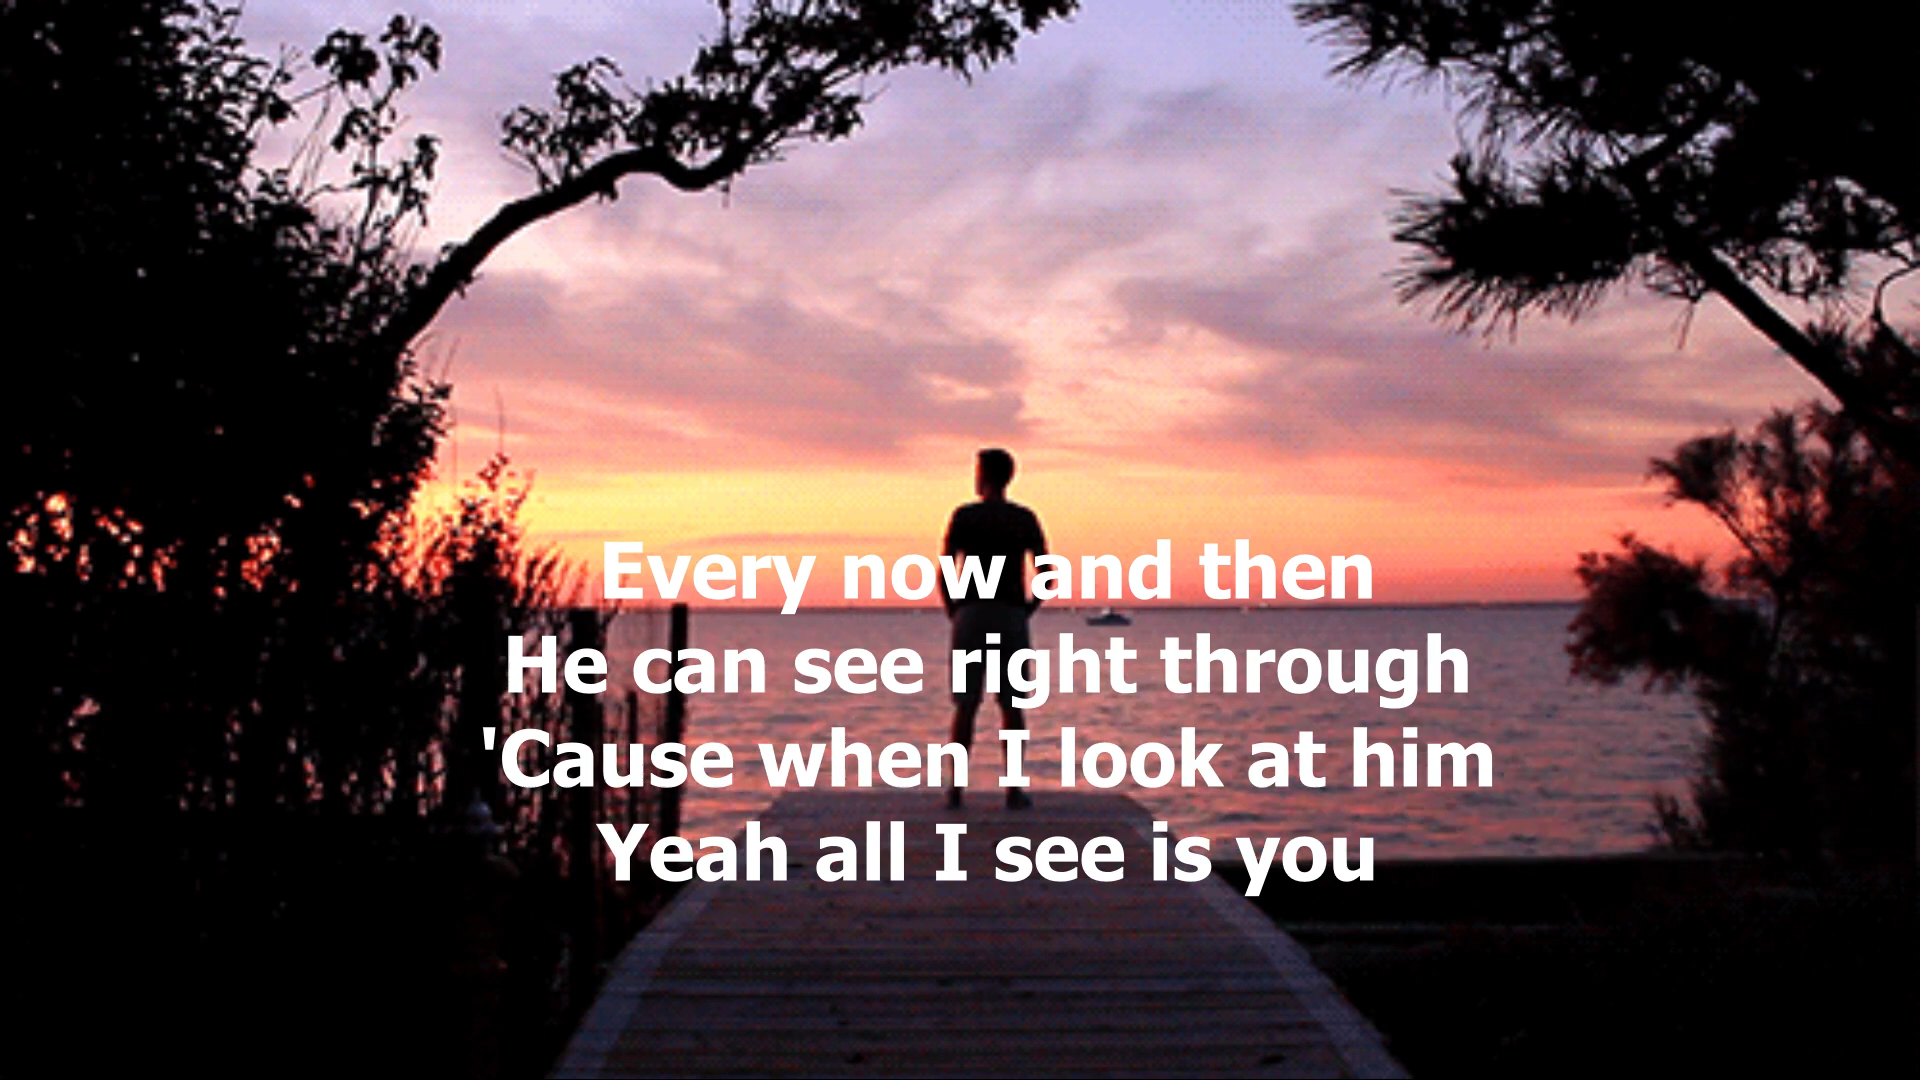 Every now and then
He can see right through
'Cause when I look at him
Yeah all I see is you